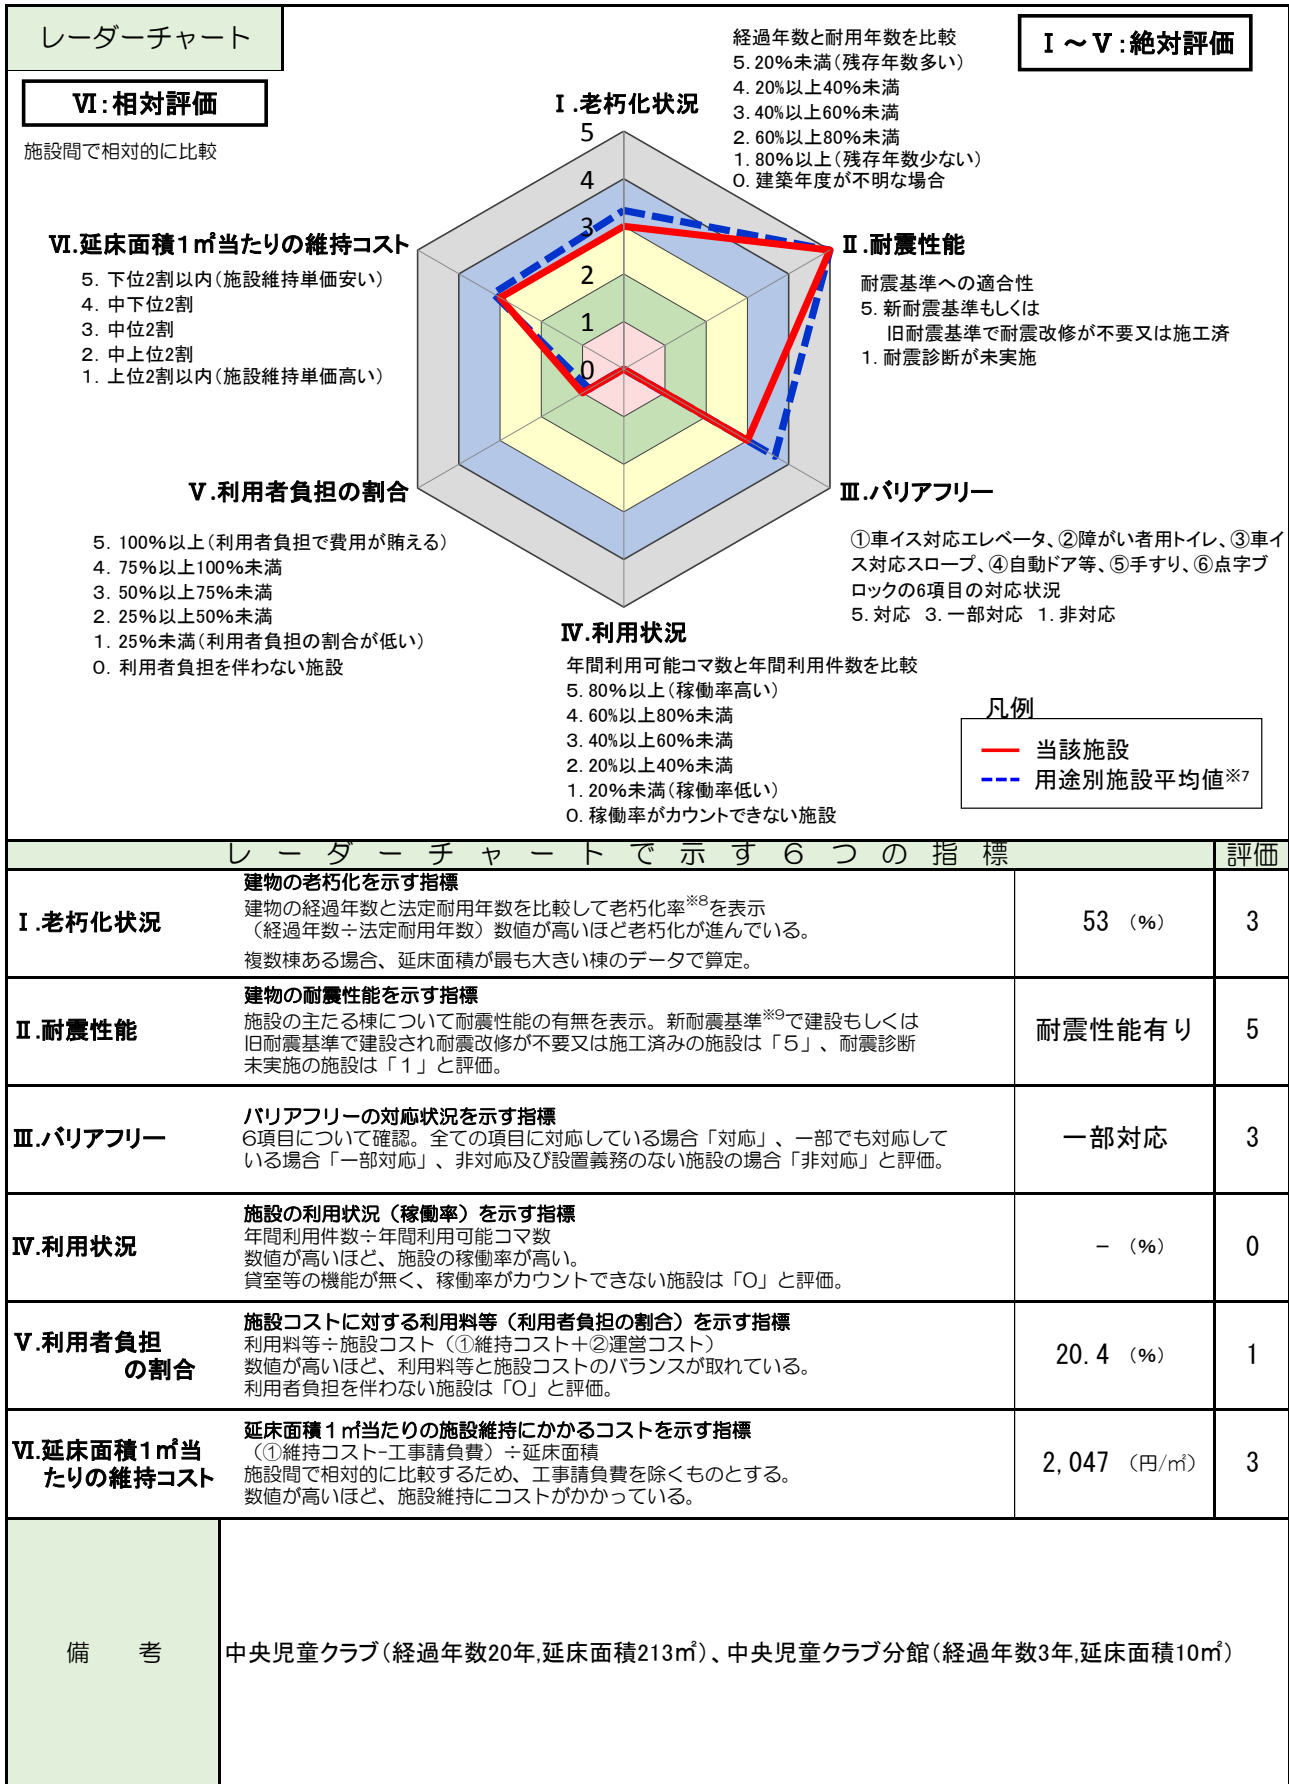 レーダーチャート
Ⅰ～Ⅴ:絶対評価
Ⅵ:相対評価
施設間で相対的に比較
Ⅰ.老朽化状況
経過年数と耐用年数を比較
5. 20%未満(残存年数多い)
4. 20%以上40%未満
3. 40%以上60%未満
2. 60%以上80%未満
1. 80%以上(残存年数少ない)
0. 建築年度が不明な場合
5
4
3
2
1
0
Ⅵ.延床面積1㎡当たりの維持コスト
5. 下位2割以内(施設維持単価安い)
4. 中下位2割
3. 中位2割
2. 中上位2割
1. 上位2割以内(施設維持単価高い)
Ⅱ.耐震性能
耐震基準への適合性
5. 新耐震基準もしくは
旧耐震基準で耐震改修が不要又は施工済
1. 耐震診断が未実施
Ⅴ.利用者負担の割合
5. 100%以上(利用者負担で費用が賄える)
4. 75%以上100%未満
3. 50%以上75%未満
2. 25%以上50%未満
1. 25%未満(利用者負担の割合が低い)
0. 利用者負担を伴わない施設
Ⅲ.バリアフリー
①車イス対応エレベータ、②障がい者用トイレ、③車イ
ス対応スロープ、④自動ドア等、⑤手すり、⑥点字ブ
ロックの6項目の対応状況
5. 対応 3. 一部対応 1. 非対応
Ⅳ.利用状況
年間利用可能コマ数と年間利用件数を比較
5. 80%以上(稼働率高い)
4. 60%以上80%未満
3. 40%以上60%未満
2. 20%以上40%未満
1. 20%未満(稼働率低い)
0. 稼働率がカウントできない施設
凡例
当該施設
用途別施設平均値※7
レーダーチャートで示す6つの指標 評価
Ⅰ.老朽化状況
建物の老朽化を示す指標
建物の経過年数と法定耐用年数を比較して老朽化率※8を表示
（経過年数÷法定耐用年数）数値が高いほど老朽化が進んでいる。
複数棟ある場合、延床面積が最も大きい棟のデータで算定。
53 (%) 3
Ⅱ.耐震性能
建物の耐震性能を示す指標
施設の主たる棟について耐震性能の有無を表示。新耐震基準※9で建設もしくは
旧耐震基準で建設され耐震改修が不要又は施工済みの施設は「5」、耐震診断
未実施の施設は「1」と評価。
耐震性能有り 5
Ⅲ.バリアフリー
バリアフリーの対応状況を示す指標
6項目について確認。全ての項目に対応している場合「対応」、一部でも対応して
いる場合「一部対応」、非対応及び設置義務のない施設の場合「非対応」と評価。
一部対応 3
Ⅳ.利用状況
施設の利用状況（稼働率）を示す指標
年間利用件数÷年間利用可能コマ数
数値が高いほど、施設の稼働率が高い。
貸室等の機能が無く、稼働率がカウントできない施設は「0」と評価。
– (%) 0
Ⅴ.利用者負担
の割合
施設コストに対する利用料等（利用者負担の割合）を示す指標
利用料等÷施設コスト（①維持コスト+②運営コスト）
数値が高いほど、利用料等と施設コストのバランスが取れている。
利用者負担を伴わない施設は「0」と評価。
20.4 (%) 1
Ⅵ.延床面積1㎡当
たりの維持コスト
延床面積1㎡当たりの施設維持にかかるコストを示す指標
（①維持コスト-工事請負費）÷延床面積
施設間で相対的に比較するため、工事請負費を除くものとする。
数値が高いほど、施設維持にコストがかかっている。
2,047 (円/㎡) 3
備 考
中央児童クラブ(経過年数20年,延床面積213㎡)、中央児童クラブ分館(経過年数3年,延床面積10㎡)